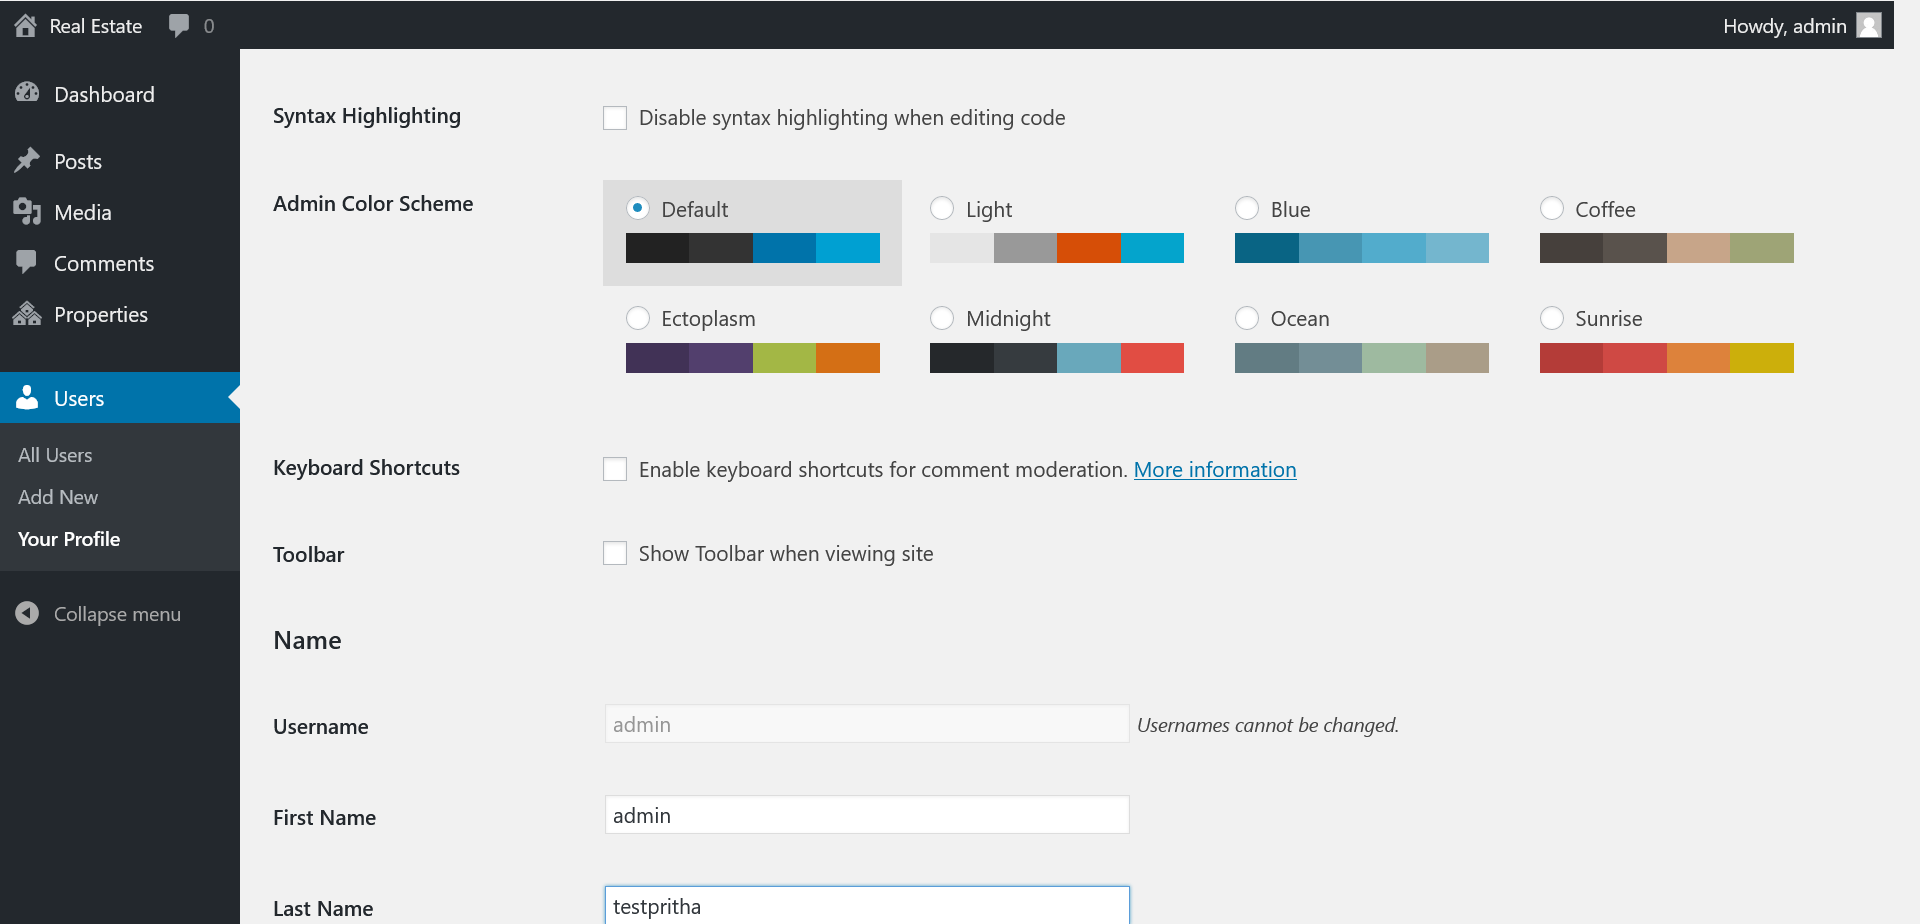 Real Estate 0 Howdy, admin
Dashboard
Posts
Media
Comments
Properties
Users
All Users
Add New
Your Profile
Collapse menu
Syntax Highlighting Disable syntax highlighting when editing code
Admin Color Scheme Default Light Blue Coffee
Ectoplasm Midnight Ocean Sunrise
Keyboard Shortcuts Enable keyboard shortcuts for comment moderation. More information
Toolbar Show Toolbar when viewing site
Name
Username admin Usernames cannot be changed.
First Name admin
Last Name testpritha